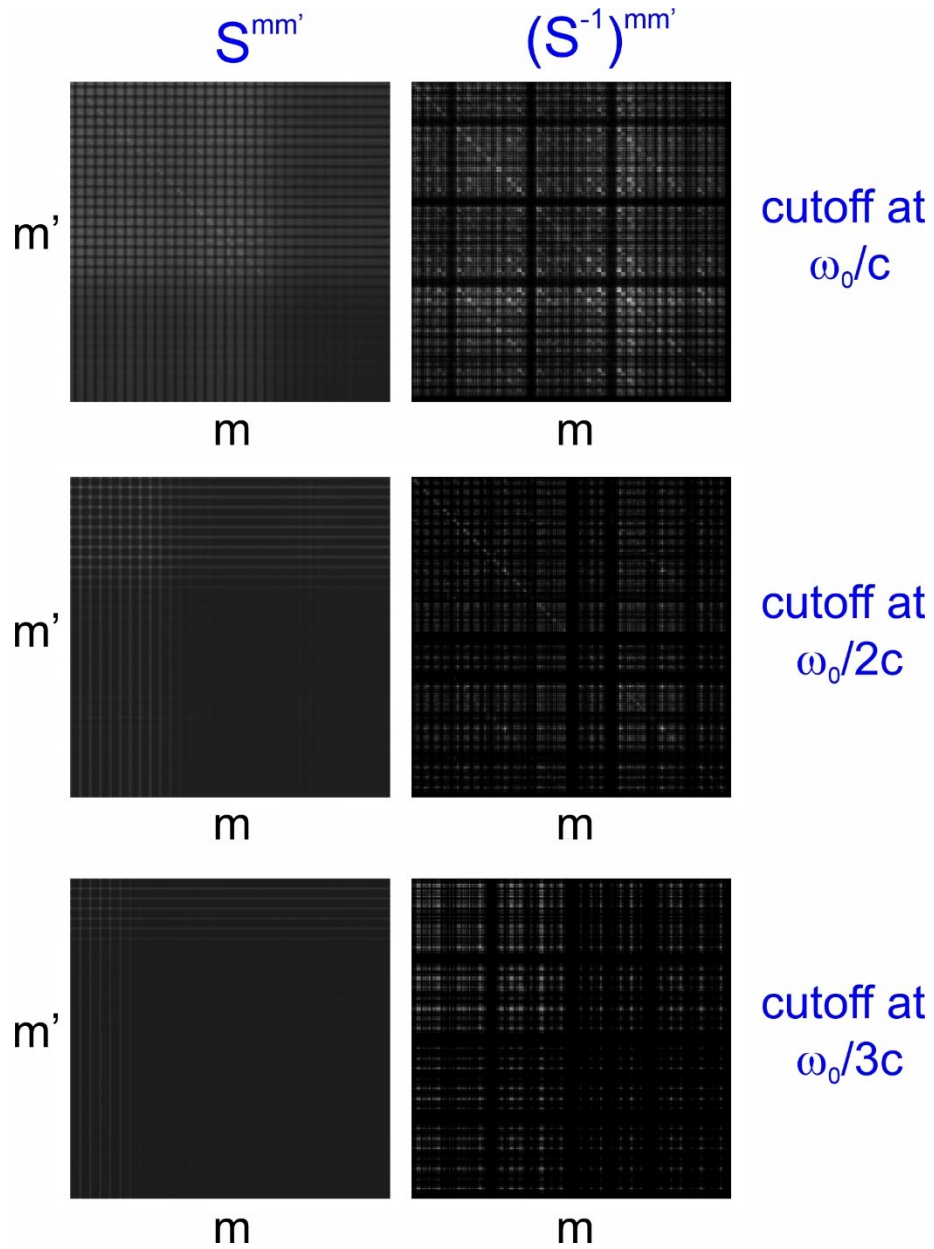 S^{mm'} (S^{-1})^{mm'}
m' cutoff at
ω₀/c
m m
m' cutoff at
ω₀/2c
m m
m' cutoff at
ω₀/3c
m m